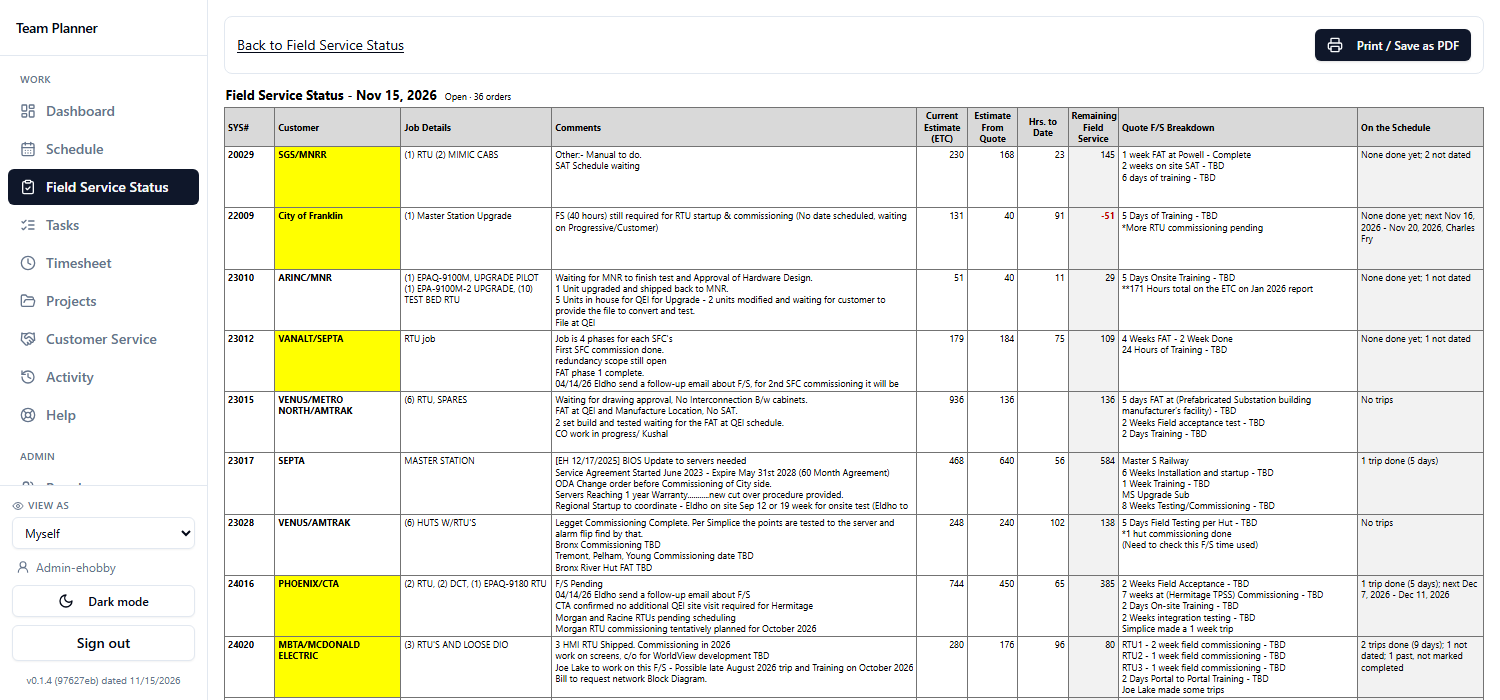 Team Planner
WORK
Dashboard
Schedule
Field Service Status
Tasks
Timesheet
Projects
Customer Service
Activity
Help
ADMIN
VIEW AS
Myself
Admin-ehobby
Dark mode
Sign out
v0.1.4 (97627eb) dated 11/15/2026
Back to Field Service Status
Print / Save as PDF
Field Service Status - Nov 15, 2026 Open · 36 orders
SYS#
Customer
Job Details
Comments
Current
Estimate
(ETC)
Estimate
From
Quote
Hrs. to
Date
Remaining
Field
Service
Quote F/S Breakdown
On the Schedule
20029
SGS/MNRR
(1) RTU (2) MIMIC CABS
Other:- Manual to do.
SAT Schedule waiting
230
168
23
145
1 week FAT at Powell - Complete
2 weeks on site SAT - TBD
6 days of training - TBD
None done yet; 2 not dated
22009
City of Franklin
(1) Master Station Upgrade
FS (40 hours) still required for RTU startup & commissioning (No date scheduled, waiting
on Progressive/Customer)
131
40
91
-51
5 Days of Training - TBD
*More RTU commissioning pending
None done yet; next Nov 16,
2026 - Nov 20, 2026, Charles
Fry
23010
ARINC/MNR
(1) EPAQ-9100M, UPGRADE PILOT
(1) EPA-9100M-2 UPGRADE, (10)
TEST BED RTU
Waiting for MNR to finish test and Approval of Hardware Design.
1 Unit upgraded and shipped back to MNR.
5 Units in house for QEI for Upgrade - 2 units modified and waiting for customer to
provide the file to convert and test.
File at QEI
51
40
11
29
5 Days Onsite Training - TBD
**171 Hours total on the ETC on Jan 2026 report
None done yet; 1 not dated
23012
VANALT/SEPTA
RTU job
Job is 4 phases for each SFC's
First SFC commission done.
redundancy scope still open
FAT phase 1 complete.
04/14/26 Eldho send a follow-up email about F/S, for 2nd SFC commissioning it will be
179
184
75
109
4 Weeks FAT - 2 Week Done
24 Hours of Training - TBD
None done yet; 1 not dated
23015
VENUS/METRO
NORTH/AMTRAK
(6) RTU, SPARES
Waiting for drawing approval, No Interconnection B/w cabinets.
FAT at QEI and Manufacture Location, No SAT.
2 set build and tested waiting for the FAT at QEI schedule.
CO work in progress/ Kushal
936
136
136
5 days FAT at (Prefabricated Substation building
manufacturer's facility) - TBD
2 Weeks Field acceptance test - TBD
2 Days Training - TBD
No trips
23017
SEPTA
MASTER STATION
[EH 12/17/2025] BIOS Update to servers needed
Service Agreement Started June 2023 - Expire May 31st 2028 (60 Month Agreement)
ODA Change order before Commissioning of City side.
Servers Reaching 1 year Warranty..........new cut over procedure provided.
Regional Startup to coordinate - Eldho on site Sep 12 or 19 week for onsite test (Eldho to
468
640
56
584
Master S Railway
6 Weeks Installation and startup - TBD
1 Week Training - TBD
MS Upgrade Sub
8 Weeks Testing/Commissioning - TBD
1 trip done (5 days)
23028
VENUS/AMTRAK
(6) HUTS W/RTU'S
Legget Commissioning Complete. Per Simplice the points are tested to the server and
alarm flip find by that.
Bronx Commissioning TBD
Tremont, Pelham, Young Commissioning date TBD
Bronx River Hut FAT TBD
248
240
102
138
5 Days Field Testing per Hut - TBD
*1 hut commissioning done
(Need to check this F/S time used)
No trips
24016
PHOENIX/CTA
(2) RTU, (2) DCT, (1) EPAQ-9180 RTU
F/S Pending
04/14/26 Eldho send a follow-up email about F/S
CTA confirmed no additional QEI site visit required for Hermitage
Morgan and Racine RTUs pending scheduling
Morgan RTU commissioning tentatively planned for October 2026
744
450
65
385
2 Weeks Field Acceptance - TBD
7 weeks at (Hermitage TPSS) Commissioning - TBD
2 Days On-site Training - TBD
2 Weeks integration testing - TBD
Simplice made a 1 week trip
1 trip done (5 days); next Dec
7, 2026 - Dec 11, 2026
24020
MBTA/MCDONALD
ELECTRIC
(3) RTU'S AND LOOSE DIO
3 HMI RTU Shipped. Commissioning in 2026
work on screens, c/o for WorldView development TBD
Joe Lake to work on this F/S - Possible late August 2026 trip and Training on October 2026
Bill to request network Block Diagram.
280
176
96
80
RTU1 - 2 week field commissioning - TBD
RTU2 - 1 week field commissioning - TBD
RTU3 - 1 week field commissioning - TBD
2 Days Portal to Portal Training - TBD
Joe Lake made some trips
2 trips done (9 days); 1 not
dated; 1 past, not marked
completed